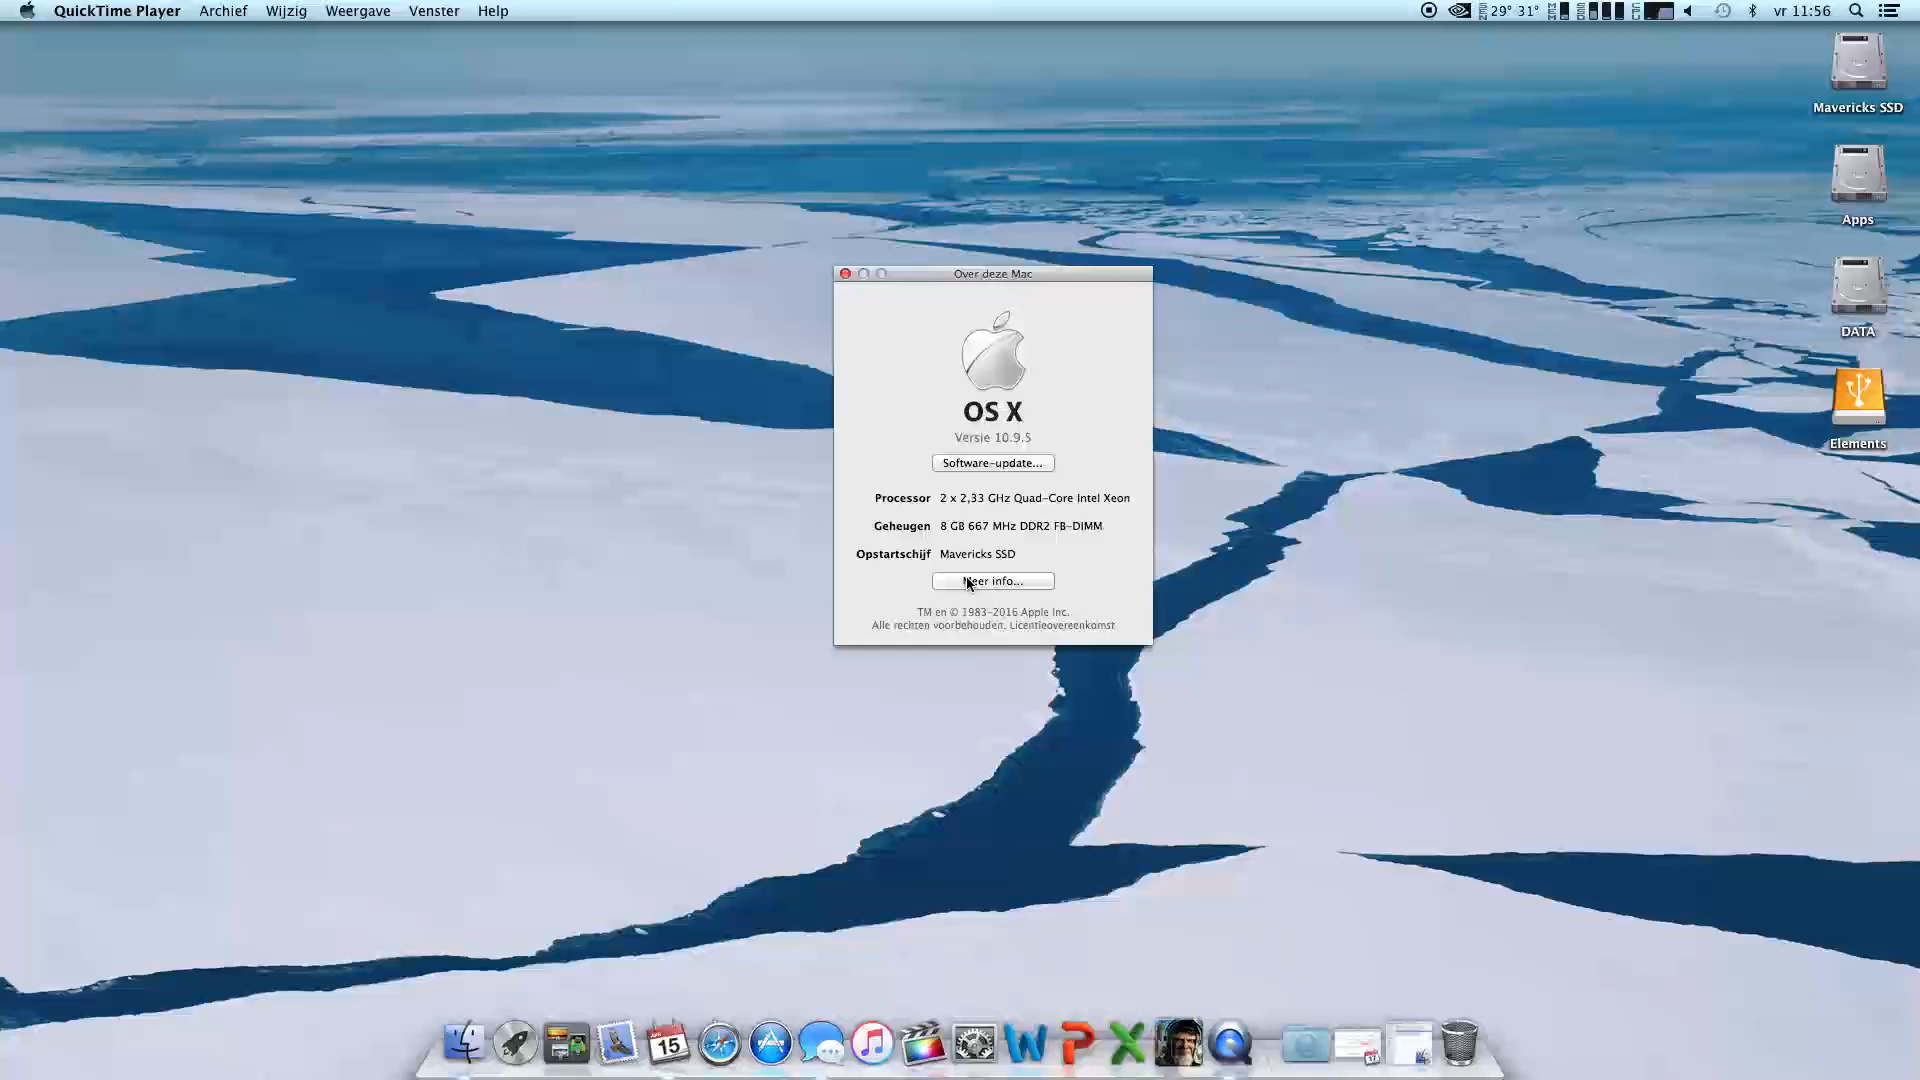 QuickTime Player Archief Wijzig Weergave Venster Help
29° 31° vr 11:56
Mavericks SSD
Apps
DATA
Elements
Over deze Mac
OS X
Versie 10.9.5
Software-update...
Processor 2 x 2,33 GHz Quad-Core Intel Xeon
Geheugen 8 GB 667 MHz DDR2 FB-DIMM
Opstartschijf Mavericks SSD
Meer info...
TM en © 1983-2016 Apple Inc.
Alle rechten voorbehouden. Licentieovereenkomst
15
17